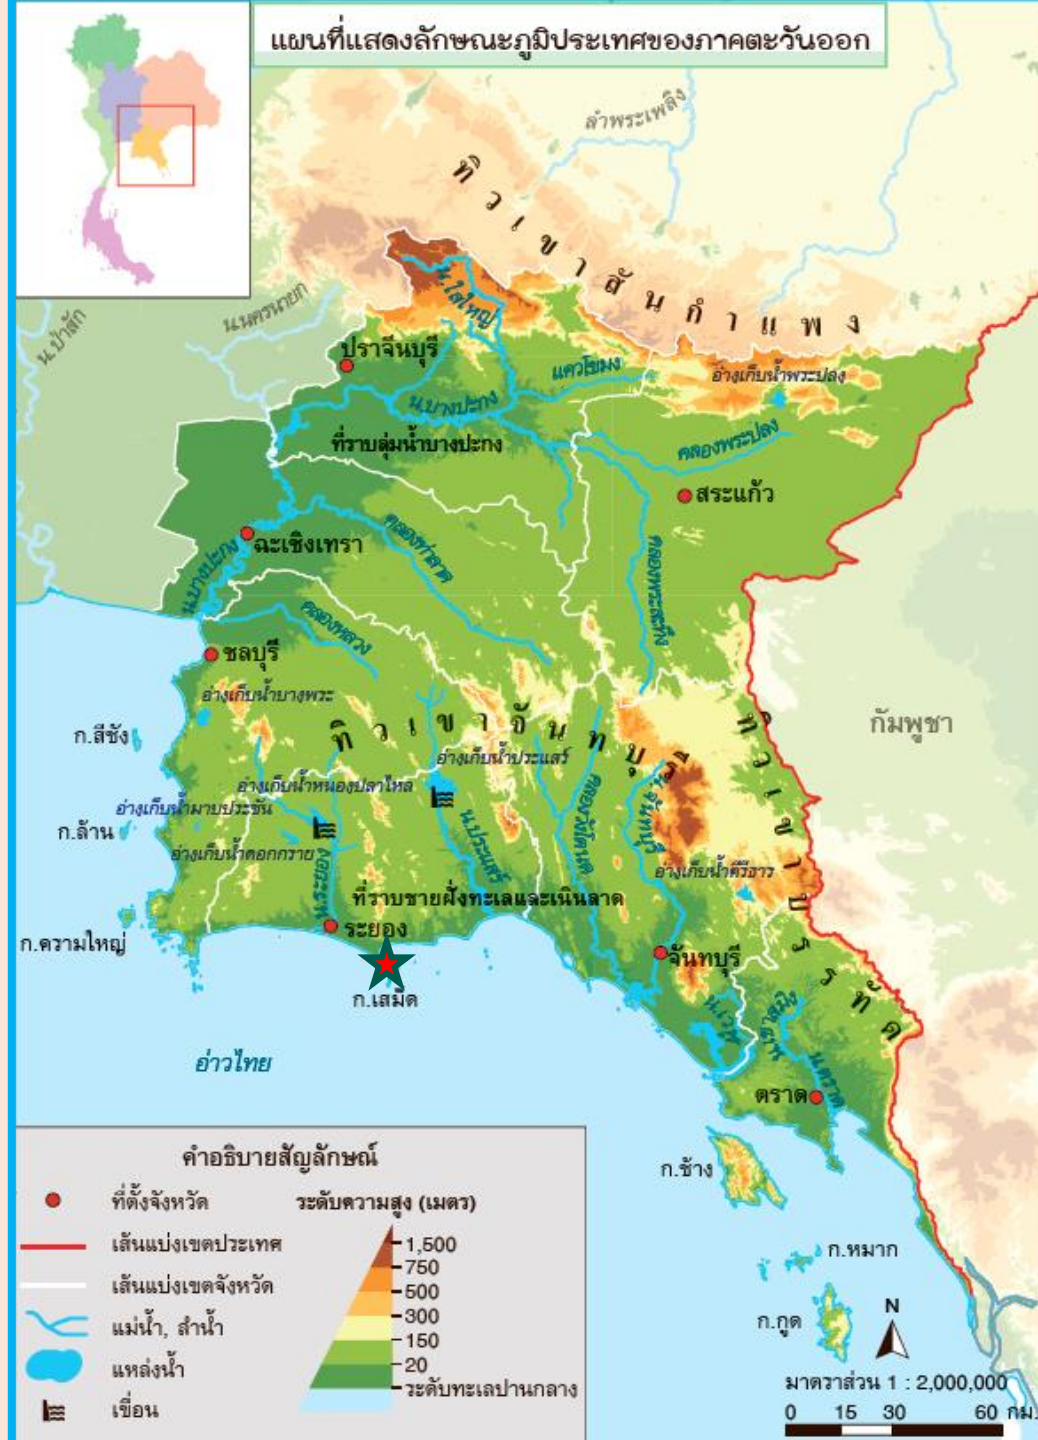 แผนที่แสดงลักษณะภูมิประเทศของภาคตะวันออก
ลำพระเพลิง
ทิวเขาสันกำแพง
น.ป่าสัก
น.นครนายก
น.ใสใหญ่
ปราจีนบุรี
แควโขมง
อ่างเก็บน้ำพระปลง
น.บางปะกง
ที่ราบลุ่มน้ำบางปะกง
คลองพระปลง
สระแก้ว
คลองท่าลาด
ฉะเชิงเทรา
น.บางปะกง
คลองพระสะทึง
คลองหลวง
ชลบุรี
อ่างเก็บน้ำบางพระ
ก.สีชัง
ทิวเขาจันทบุรี
กัมพูชา
อ่างเก็บน้ำประแสร์
อ่างเก็บน้ำหนองปลาไหล
อ่างเก็บน้ำมาบประชัน
ก.ล้าน
อ่างเก็บน้ำดอกกราย
น.ระยอง
น.ประแสร์
คลองวังโตนด
น.จันทบุรี
อ่างเก็บน้ำคีรีธาร
ทิวเขาบรรทัด
ที่ราบชายฝั่งทะเลและเนินลาด
ก.ครามใหญ่
ระยอง
จันทบุรี
ก.เสม็ด
น.เวฬุ
เขาสมิง
น.ตราด
อ่าวไทย
ตราด
ก.ช้าง
ก.หมาก
ก.กูด
N
มาตราส่วน 1 : 2,000,000
0 15 30 60 กม.
คำอธิบายสัญลักษณ์
ที่ตั้งจังหวัด
เส้นแบ่งเขตประเทศ
เส้นแบ่งเขตจังหวัด
แม่น้ำ, ลำน้ำ
แหล่งน้ำ
เขื่อน
ระดับความสูง (เมตร)
1,500
750
500
300
150
20
ระดับทะเลปานกลาง